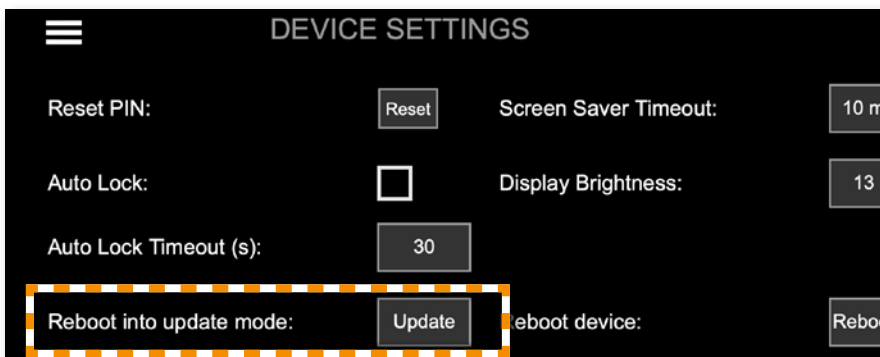 DEVICE SETTINGS
Reset PIN: Reset Screen Saver Timeout: 10 m
Auto Lock: Display Brightness: 13
Auto Lock Timeout (s): 30
Reboot into update mode: Update eboot device: Reboo